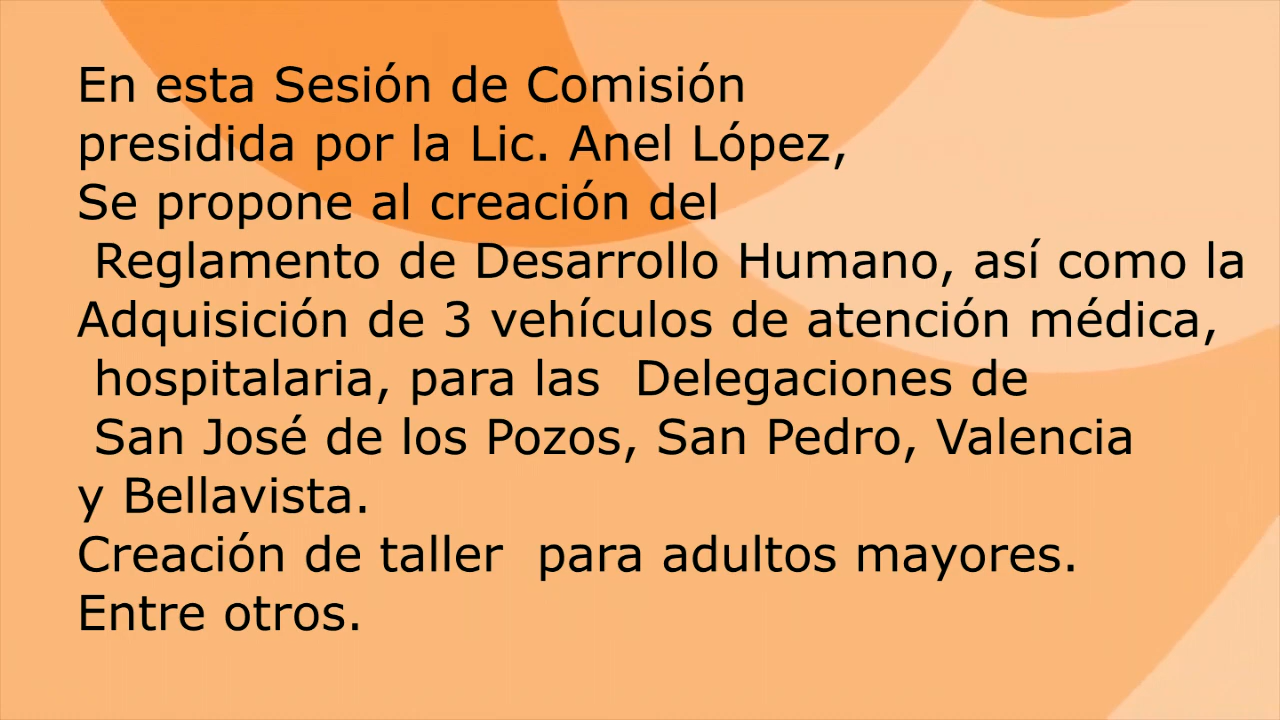 En esta Sesión de Comisión
presidida por la Lic. Anel López,
Se propone al creación del
Reglamento de Desarrollo Humano, así como la
Adquisición de 3 vehículos de atención médica,
hospitalaria, para las  Delegaciones de
San José de los Pozos, San Pedro, Valencia
y Bellavista.
Creación de taller  para adultos mayores.
Entre otros.